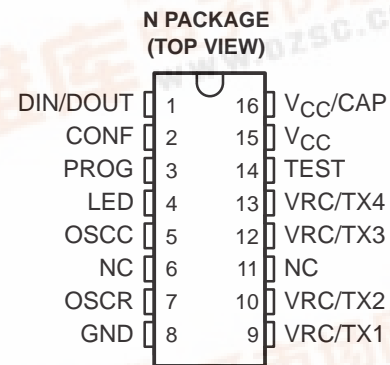 N PACKAGE
(TOP VIEW)
DIN/DOUT 1 16 VCC/CAP
CONF 2 15 VCC
PROG 3 14 TEST
LED 4 13 VRC/TX4
OSCC 5 12 VRC/TX3
NC 6 11 NC
OSCR 7 10 VRC/TX2
GND 8 9 VRC/TX1